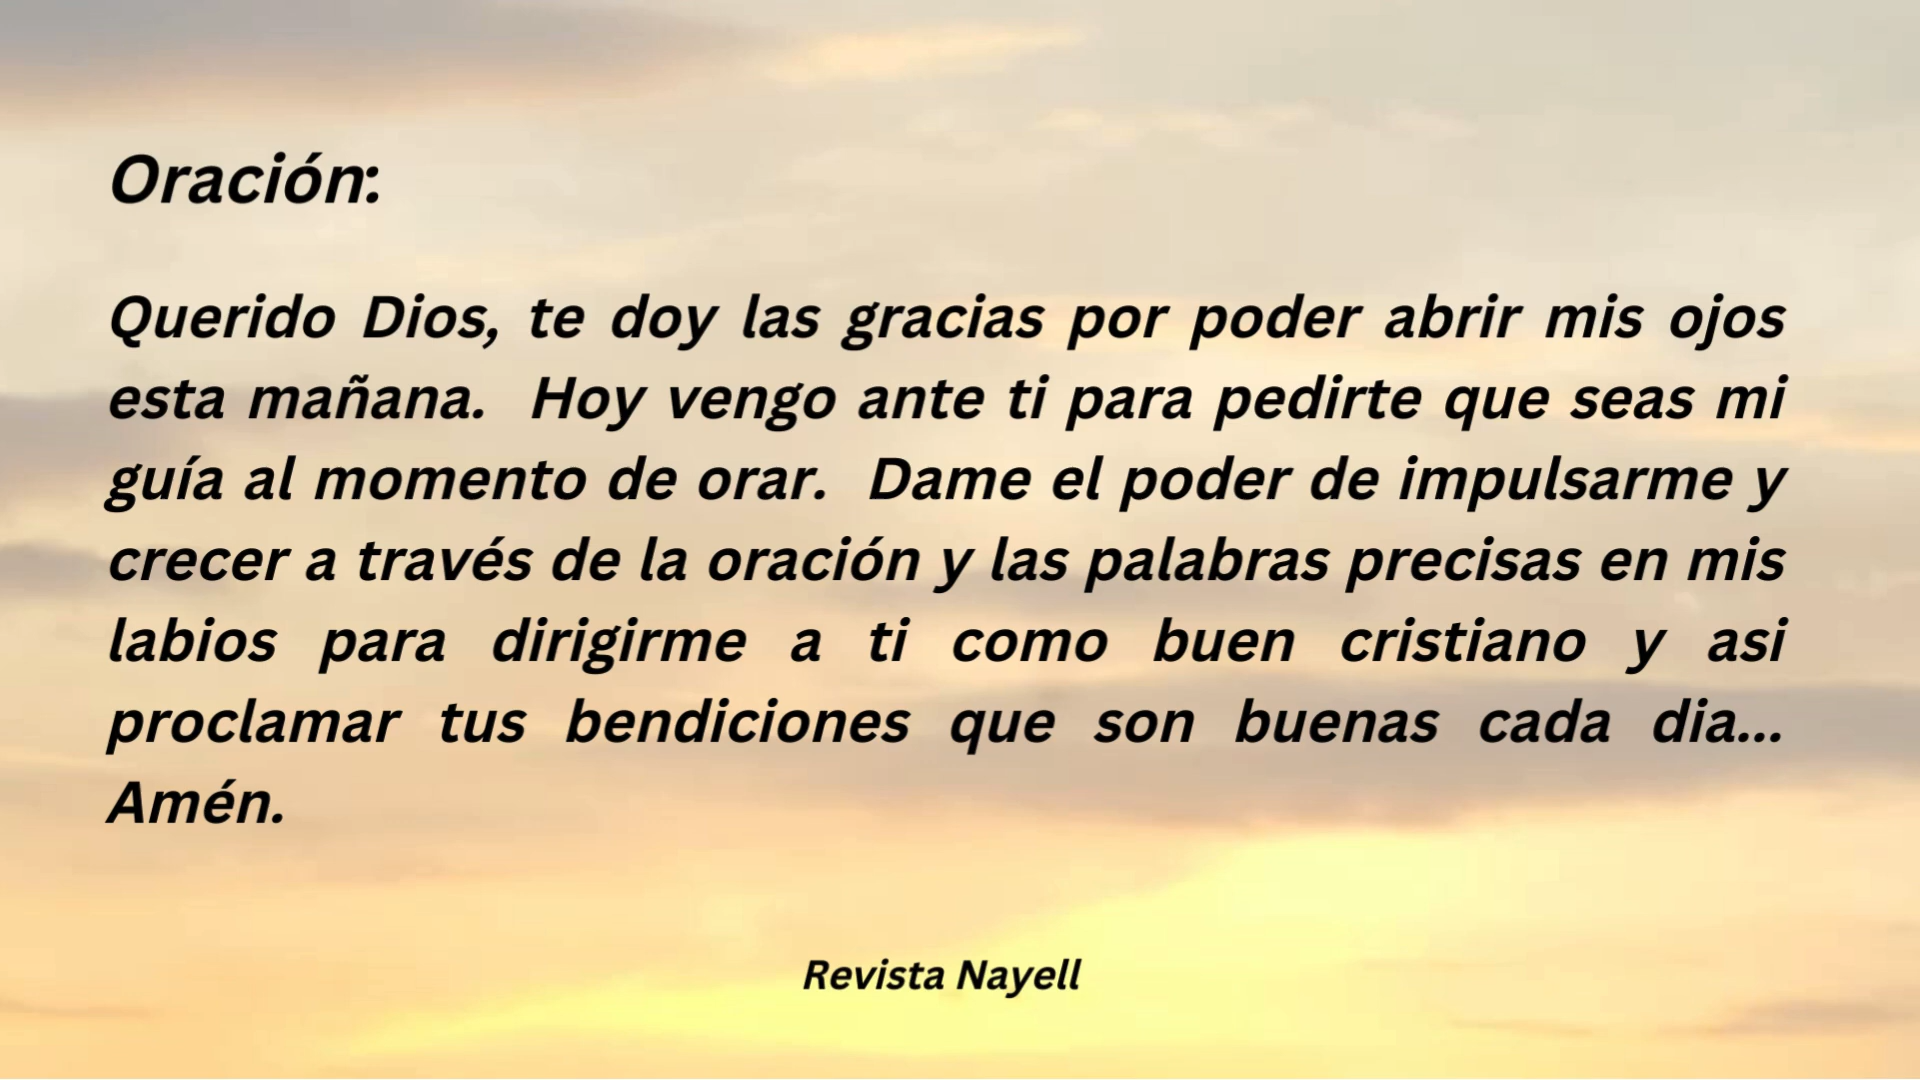 Oración:
Querido Dios, te doy las gracias por poder abrir mis ojos
esta mañana.  Hoy vengo ante ti para pedirte que seas mi
guía al momento de orar.  Dame el poder de impulsarme y
crecer a través de la oración y las palabras precisas en mis
labios para dirigirme a ti como buen cristiano y asi
proclamar tus bendiciones que son buenas cada dia...
Amén.
Revista Nayell